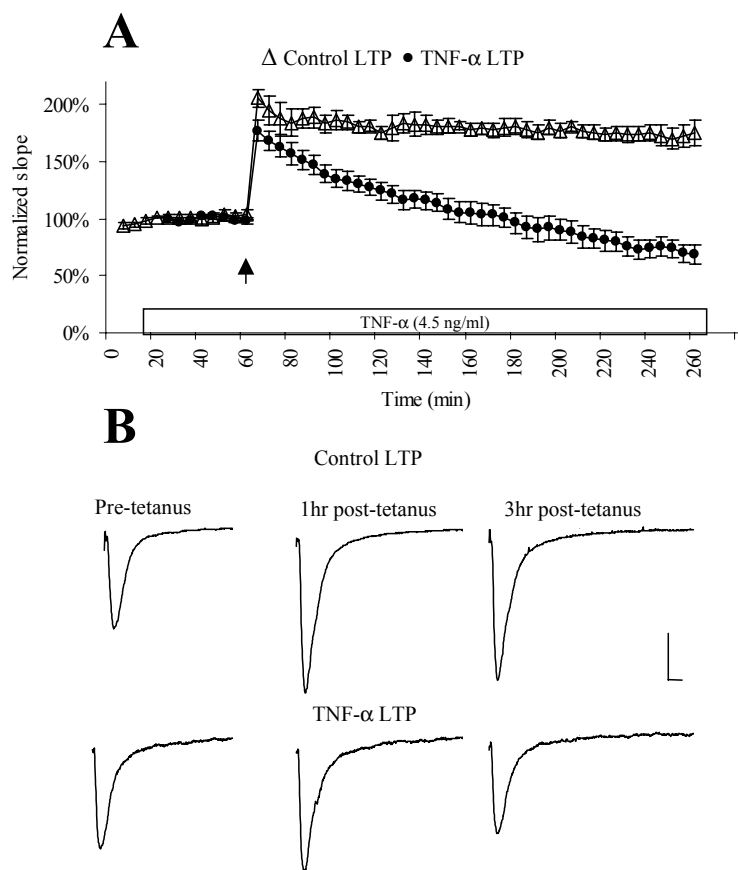 A
Δ Control LTP ● TNF-α LTP
Normalized slope
200%
150%
100%
50%
0%
TNF-α (4.5 ng/ml)
0 20 40 60 80 100 120 140 160 180 200 220 240 260
Time (min)
B
Control LTP
Pre-tetanus 1hr post-tetanus 3hr post-tetanus
TNF-α LTP